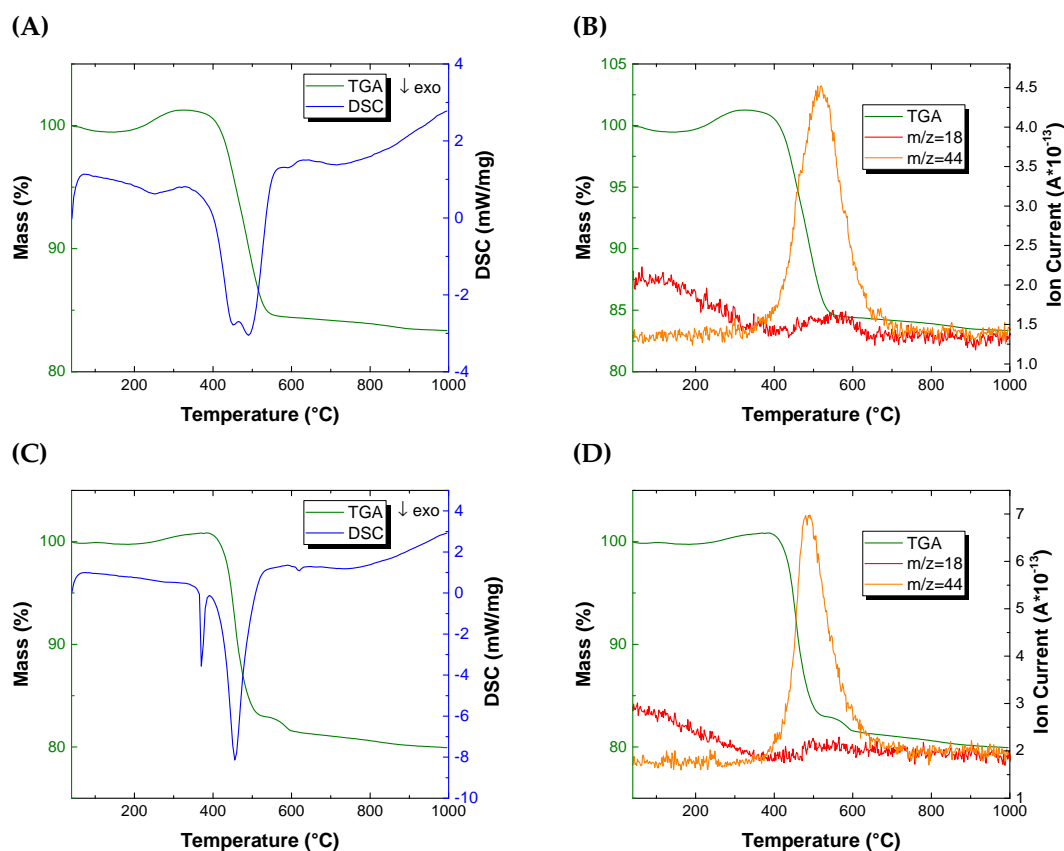 (A)
TGA
DSC
↓ exo
Mass (%)
100
90
80
4
2
0
-2
-4
DSC (mW/mg)
200 400 600 800 1000
Temperature (°C)
(B)
TGA
m/z=18
m/z=44
Mass (%)
105
100
95
90
85
80
4.5
4.0
3.5
3.0
2.5
2.0
1.5
1.0
Ion Current (A*10-13)
200 400 600 800 1000
Temperature (°C)
(C)
TGA
DSC
↓ exo
Mass (%)
100
90
80
4
2
0
-2
-4
-6
-8
-10
DSC (mW/mg)
200 400 600 800 1000
Temperature (°C)
(D)
TGA
m/z=18
m/z=44
Mass (%)
100
90
80
7
6
5
4
3
2
1
Ion Current (A*10-13)
200 400 600 800 1000
Temperature (°C)